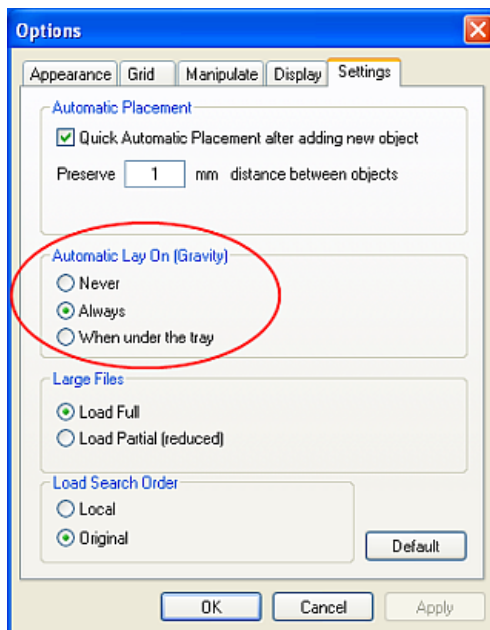 Options
Appearance Grid Manipulate Display Settings
Automatic Placement
Quick Automatic Placement after adding new object
Preserve 1 mm distance between objects
Automatic Lay On (Gravity)
Never
Always
When under the tray
Large Files
Load Full
Load Partial (reduced)
Load Search Order
Local
Original
Default
OK Cancel Apply